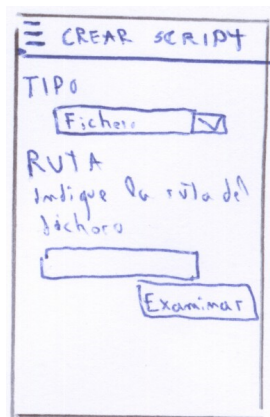 CREAR SCRIPT
TIPO
Fichero
RUTA
Indique la ruta del
fichero
Examinar